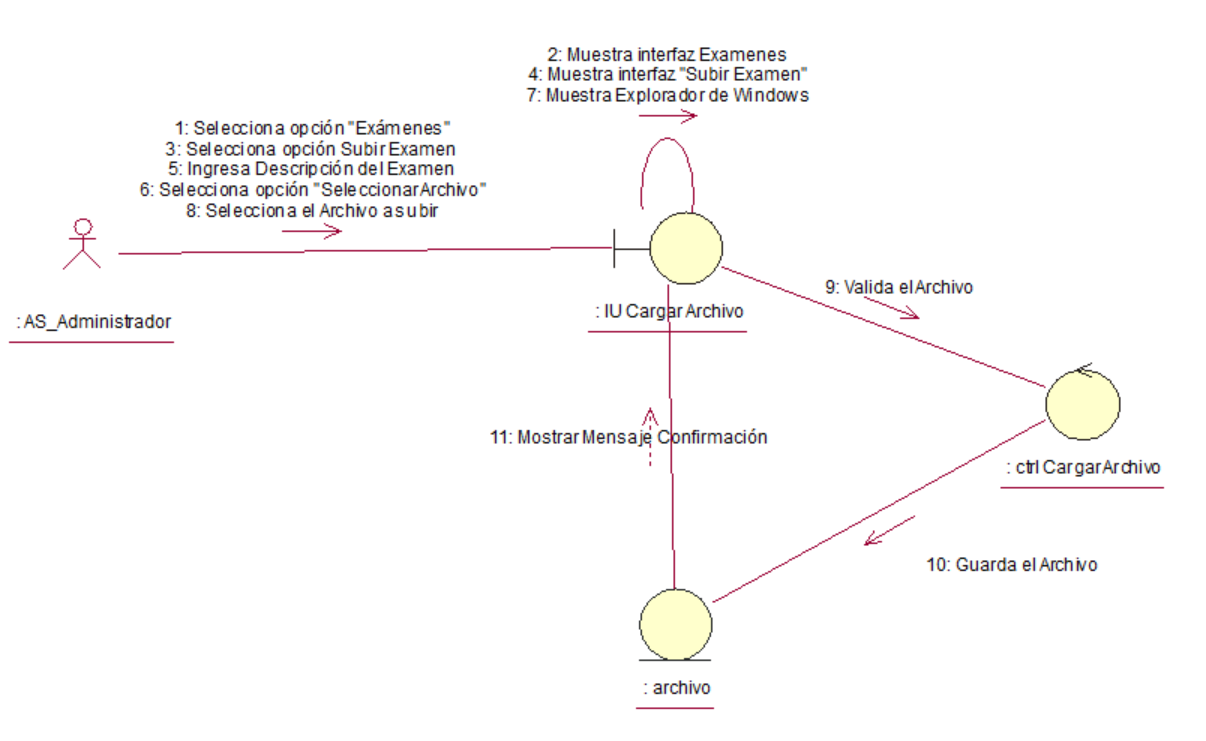 2: Muestra interfaz Examenes
4: Muestra interfaz "Subir Examen"
7: Muestra Explorador de Windows
1: Selecciona opción "Exámenes"
3: Selecciona opción Subir Examen
5: Ingresa Descripción del Examen
6: Selecciona opción "SeleccionarArchivo"
8: Selecciona el Archivo a subir
: AS_Administrador
: IU CargarArchivo
9: Valida el Archivo
11: Mostrar Mensaje Confirmación
: ctrl CargarArchivo
10: Guarda el Archivo
: archivo